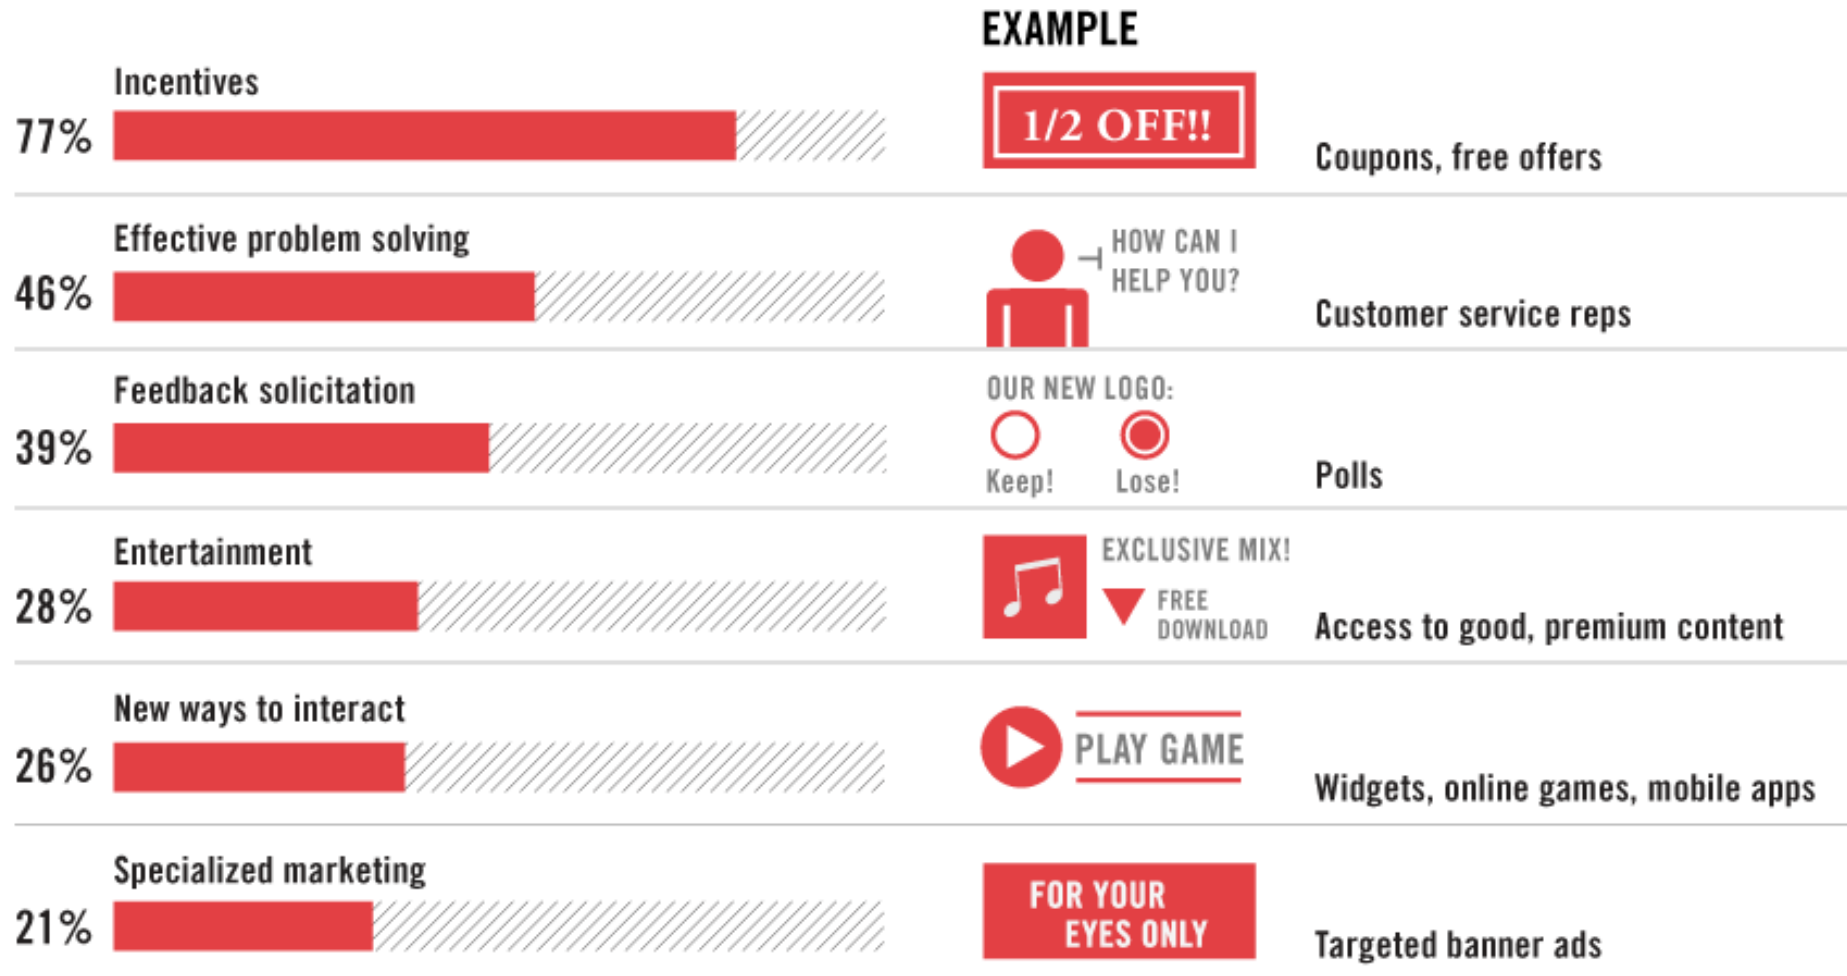 EXAMPLE
Incentives
77%
1/2 OFF!!
Coupons, free offers
Effective problem solving
46%
HOW CAN I
HELP YOU?
Customer service reps
Feedback solicitation
39%
OUR NEW LOGO:
Keep! Lose!
Polls
Entertainment
28%
EXCLUSIVE MIX!
FREE
DOWNLOAD
Access to good, premium content
New ways to interact
26%
PLAY GAME
Widgets, online games, mobile apps
Specialized marketing
21%
FOR YOUR
EYES ONLY
Targeted banner ads